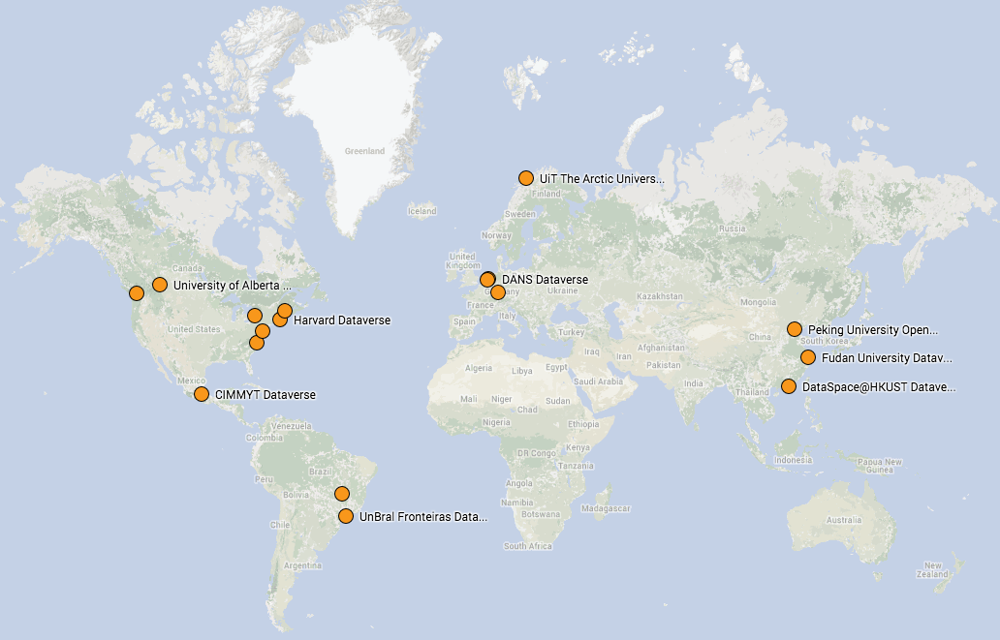 Greenland
UiT The Arctic Univers...
Finland
Iceland
Sweden
Russia
Norway
United
Kingdom
Canada
DANS Dataverse
University of Alberta ...
Ukraine
Kazakhstan
France
Mongolia
Italy
Harvard Dataverse
Spain
United States
Turkey
Peking University Open...
China
South Korea
Afghanistan
Iraq
Iran
Fudan University Datav...
Pakistan
Algeria
Libya
Egypt
Saudi Arabia
Mexico
India
DataSpace@HKUST Datave...
CIMMYT Dataverse
Thailand
Mali
Niger
Sudan
Chad
Nigeria
Ethiopia
Venezuela
Colombia
Kenya
DR Congo
Indonesia
Papua New
Guinea
Tanzania
Brazil
Peru
Angola
Bolivia
Namibia
Madagascar
Botswana
UnBral Fronteiras Data...
Australia
Chile
South Africa
Argentina
New
Zealand